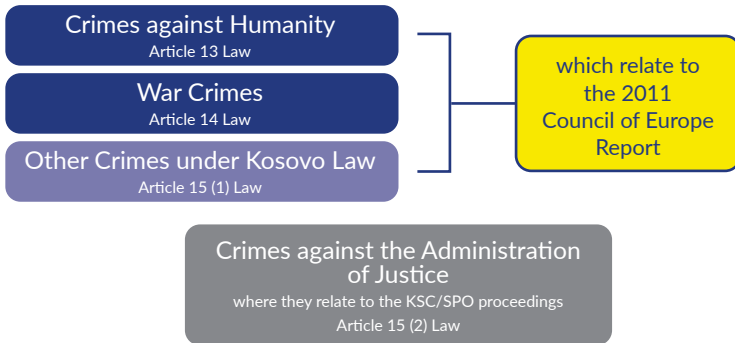 Crimes against Humanity
Article 13 Law
War Crimes
Article 14 Law
Other Crimes under Kosovo Law
Article 15 (1) Law
which relate to
the 2011
Council of Europe
Report
Crimes against the Administration
of Justice
where they relate to the KSC/SPO proceedings
Article 15 (2) Law